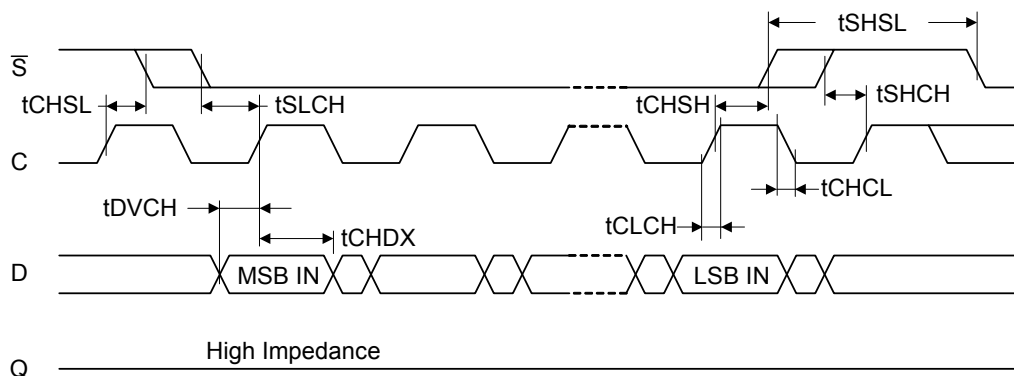 tSHSL
S̅
tCHSL
tSLCH
tCHSH
tSHCH
C
tDVCH
tCHDX
tCLCH
tCHCL
D
MSB IN
LSB IN
High Impedance
Q